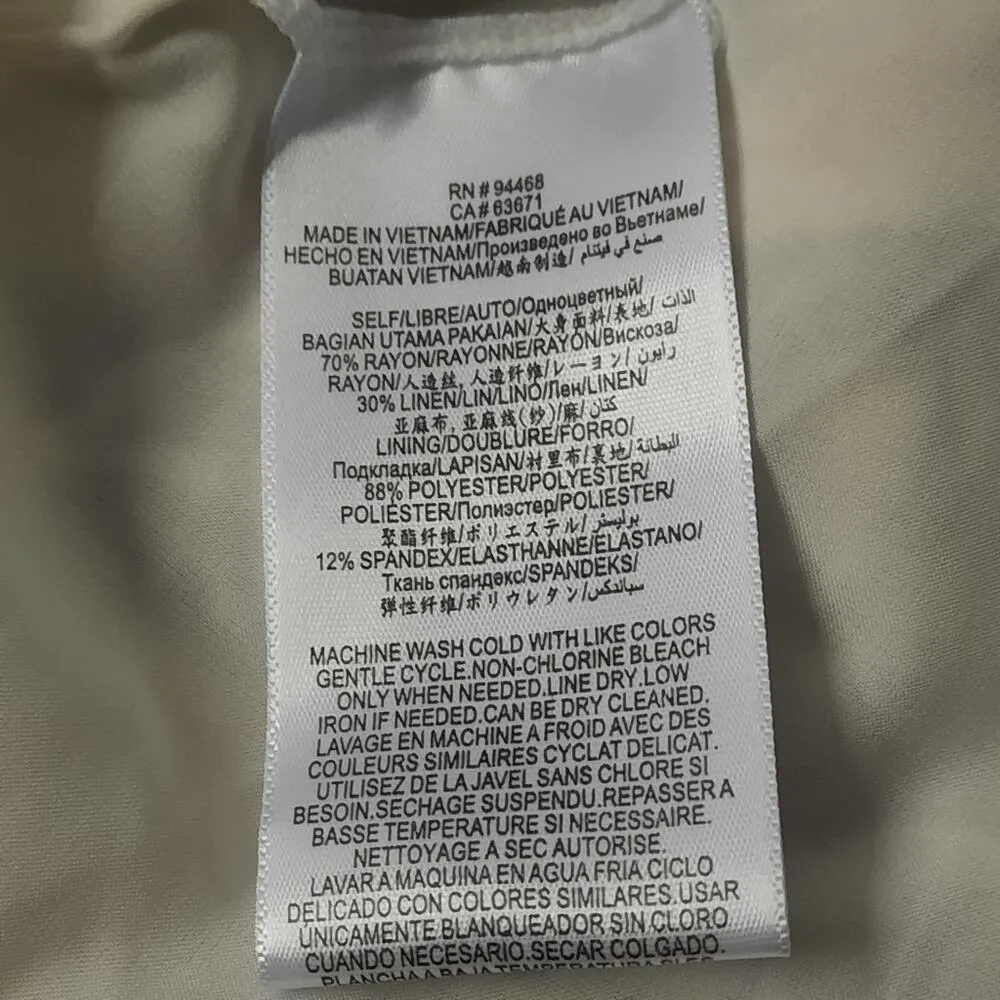 RN # 94468
CA # 63671
MADE IN VIETNAM/FABRIQUÉ AU VIETNAM/
HECHO EN VIETNAM/Произведено во Вьетнаме/
BUATAN VIETNAM/越南制造/ صنع في فيتنام
SELF/LIBRE/AUTO/Одноцветный/
BAGIAN UTAMA PAKAIAN/大身面料/表地/ الذات
70% RAYON/RAYONNE/RAYÓN/Вискоза/
RAYON/人造丝, 人造纤维/レーヨン/ رايون
30% LINEN/LIN/LINO/Лен/LINEN/
亚麻布, 亚麻线(纱)/麻/ كتان
LINING/DOUBLURE/FORRO/
Подкладка/LAPISAN/衬里布/裏地/ البطانة
88% POLYESTER/POLYESTER/
POLIÉSTER/Полиэстер/POLIESTER/
聚酯纤维/ポリエステル/ بوليستر
12% SPANDEX/ELASTHANNE/ELASTANO/
Ткань спандекс/SPANDEKS/
弹性纤维/ポリウレタン/سباندكس
MACHINE WASH COLD WITH LIKE COLORS
GENTLE CYCLE.NON-CHLORINE BLEACH
ONLY WHEN NEEDED.LINE DRY.LOW
IRON IF NEEDED.CAN BE DRY CLEANED.
LAVAGE EN MACHINE A FROID AVEC DES
COULEURS SIMILAIRES CYCLAT DELICAT.
UTILISEZ DE LA JAVEL SANS CHLORE SI
BESOIN.SECHAGE SUSPENDU.REPASSER A
BASSE TEMPERATURE SI NECESSAIRE.
NETTOYAGE A SEC AUTORISE.
LAVAR A MAQUINA EN AGUA FRIA CICLO
DELICADO CON COLORES SIMILARES.USAR
ÚNICAMENTE BLANQUEADOR SIN CLORO
CUANDO NECESARIO.SECAR COLGADO.
PLANCHA A BAJA TEMPERATURA